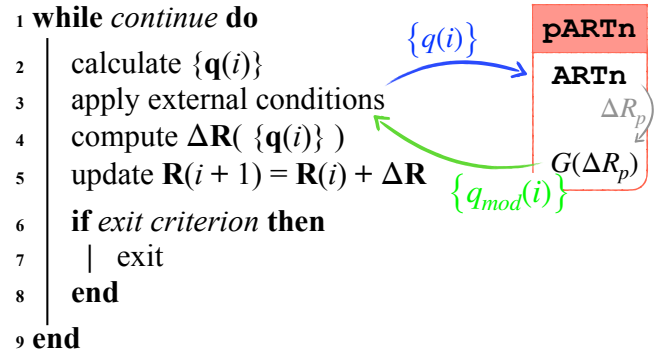 1 while continue do
2 calculate {q(i)}
3 apply external conditions
4 compute ΔR( {q(i)} )
5 update R(i + 1) = R(i) + ΔR
6 if exit criterion then
7 | exit
8 end
9 end
{q(i)}
{q_mod(i)}
pARTn
ARTn
ΔR_p
G(ΔR_p)